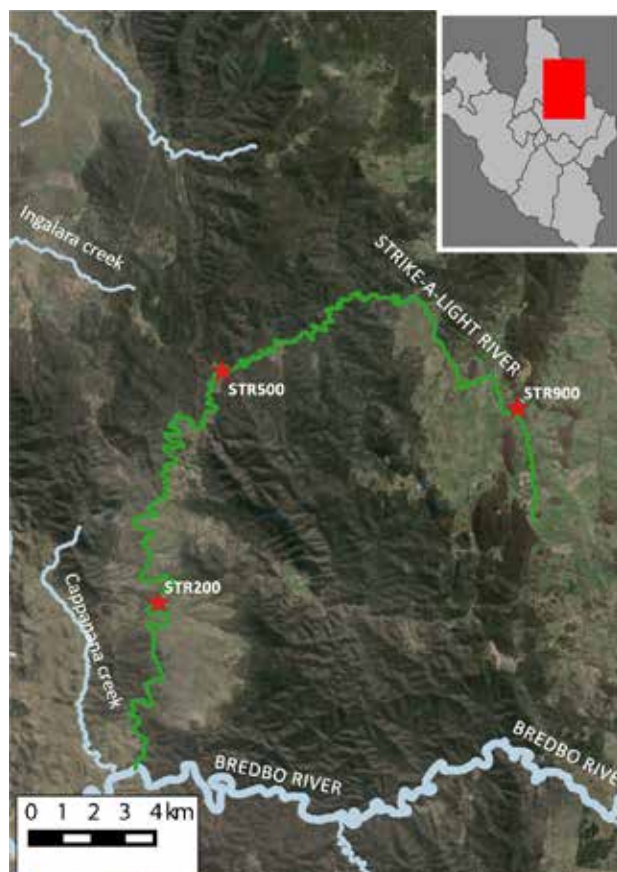 Ingalara creek
STRIKE-A-LIGHT RIVER
STR500
STR900
STR200
Cappanana creek
BREDBO RIVER
BREDBO RIVE
0 1 2 3 4 km